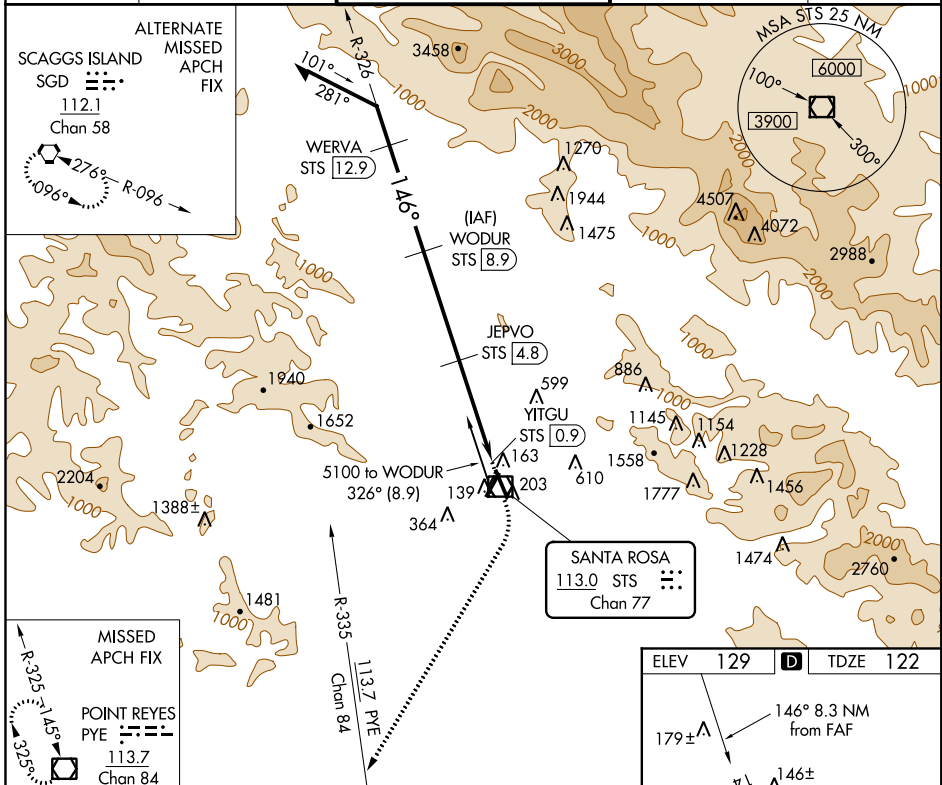 ALTERNATE
MISSED
APCH
FIX
SCAGGS ISLAND
SGD
112.1
Chan 58
276°
R-096
096°
R-326
101°
281°
3458
3000
1000
2000
MSA STS 25 NM
6000
100°
3900
300°
1000
WERVA
STS 12.9
146°
1270
1944
1475
2000
4507
4072
1000
2988
2000
(IAF)
WODUR
STS 8.9
1000
1000
JEPVO
STS 4.8
1000
1940
1652
599
886
1000
YITGU
STS 0.9
1145
1154
1228
163
610
1558
1777
1456
5100 to WODUR
326° (8.9)
139
203
364
2204
1000
1388±
1474
2000
2760
SANTA ROSA
113.0 STS
Chan 77
1481
1000
R-335
113.7 PYE
Chan 84
MISSED
APCH FIX
R-325
145°
325°
POINT REYES
PYE
113.7
Chan 84
ELEV 129 D TDZE 122
146° 8.3 NM
from FAF
179±
146±